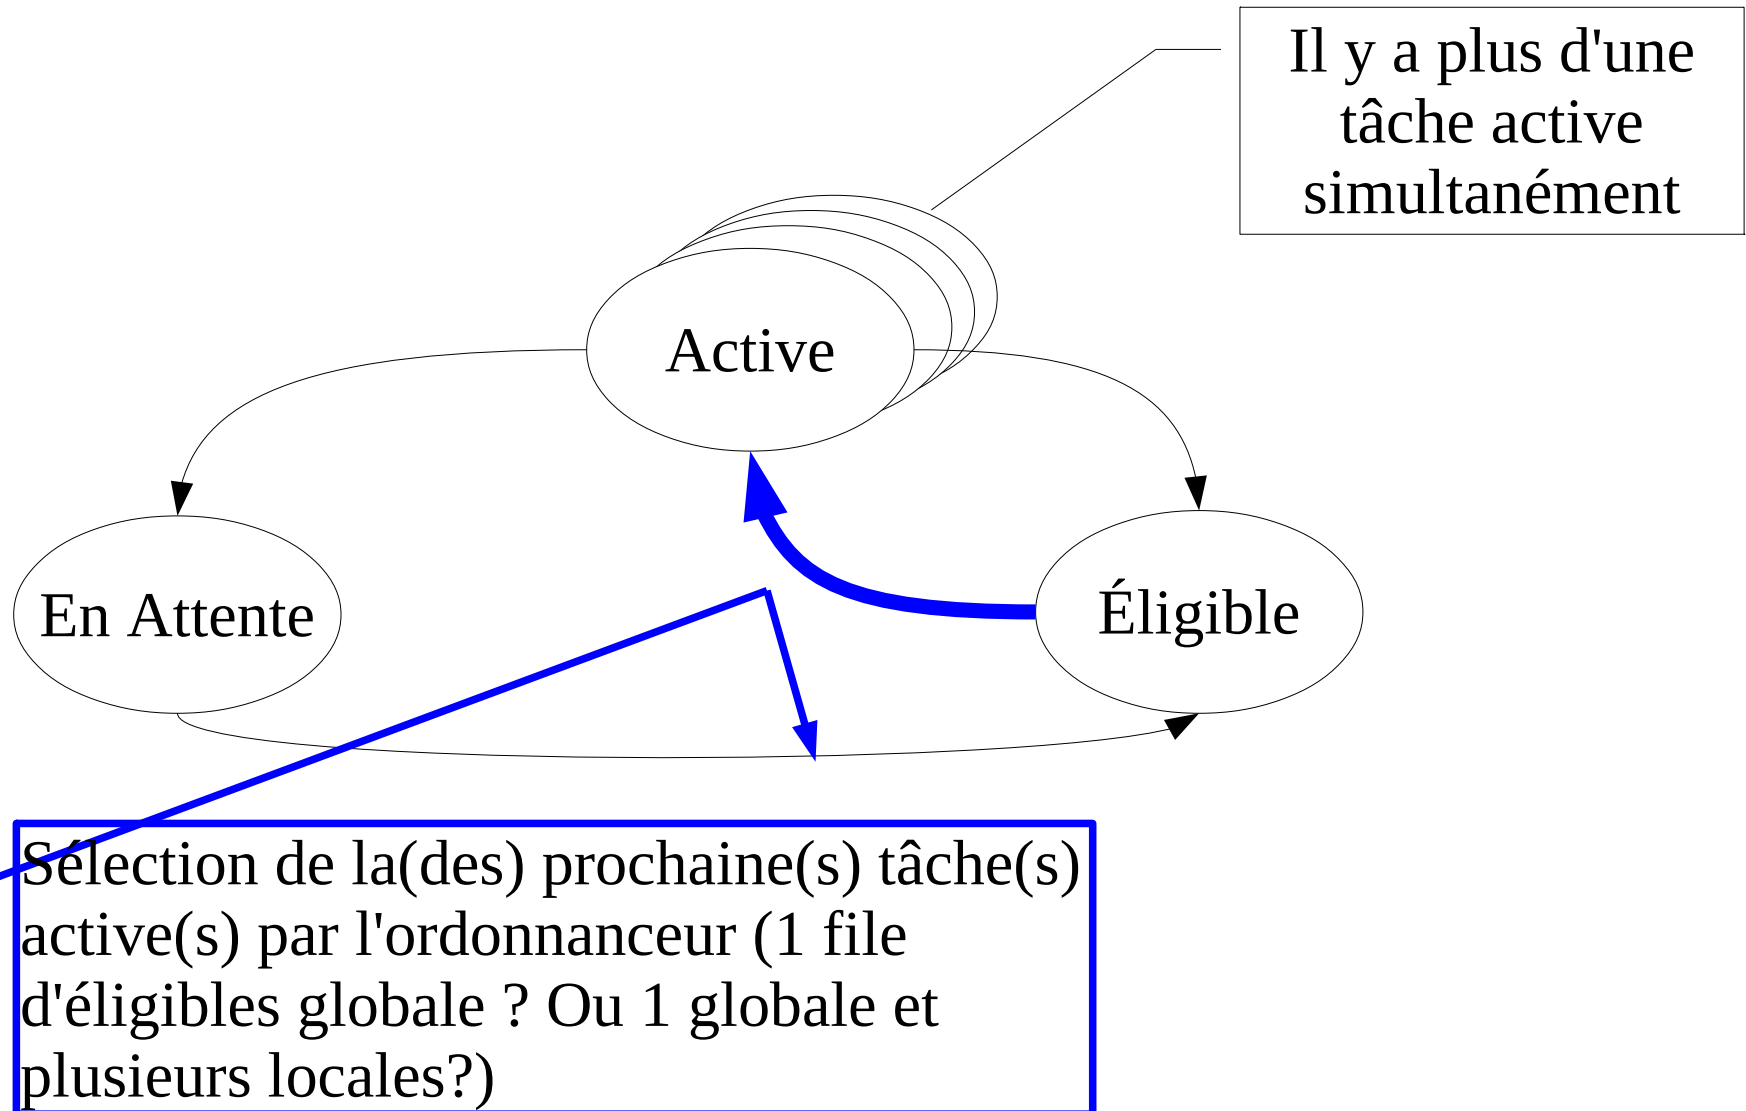 Il y a plus d'une
tâche active
simultanément
Active
En Attente
Éligible
Sélection de la(des) prochaine(s) tâche(s)
active(s) par l'ordonnanceur (1 file
d'éligibles globale ? Ou 1 globale et
plusieurs locales?)